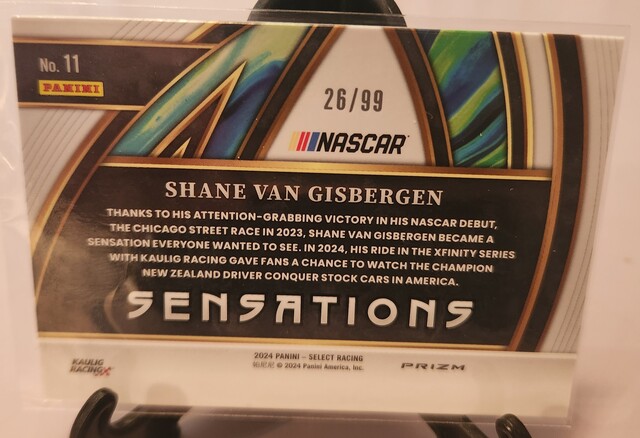 No. 11
PANINI
26/99
NASCAR
SHANE VAN GISBERGEN
THANKS TO HIS ATTENTION-GRABBING VICTORY IN HIS NASCAR DEBUT,
THE CHICAGO STREET RACE IN 2023, SHANE VAN GISBERGEN BECAME A
SENSATION EVERYONE WANTED TO SEE. IN 2024, HIS RIDE IN THE XFINITY SERIES
WITH KAULIG RACING GAVE FANS A CHANCE TO WATCH THE CHAMPION
NEW ZEALAND DRIVER CONQUER STOCK CARS IN AMERICA.
SENSATIONS
KAULIG
RACING
2024 PANINI – SELECT RACING
© 2024 Panini America, Inc.
PRIZM